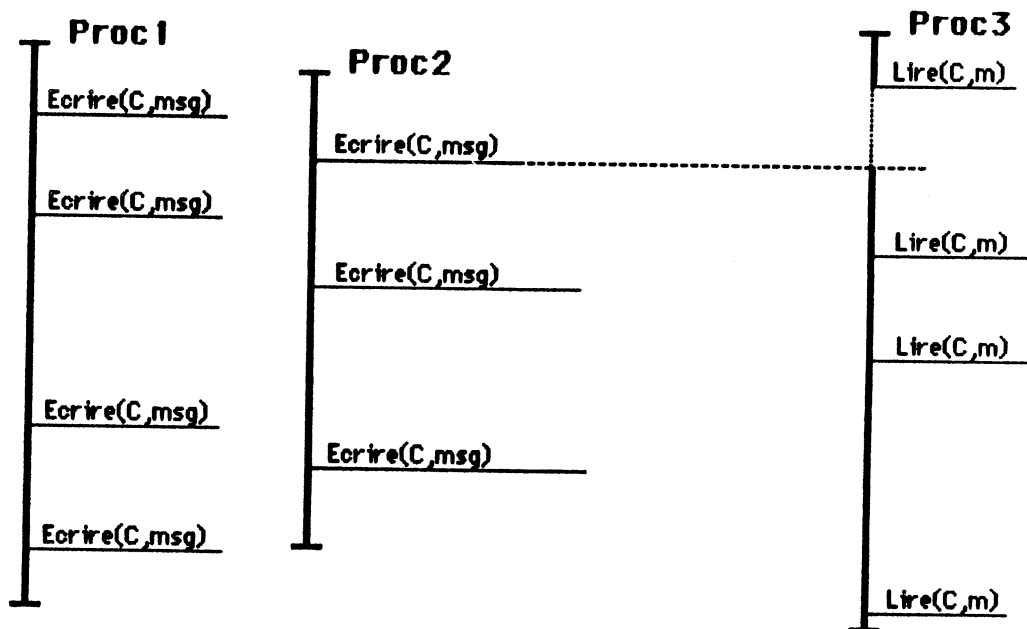 Proc1
Ecrire(C,msg)
Ecrire(C,msg)
Ecrire(C,msg)
Ecrire(C,msg)
Proc2
Ecrire(C,msg)
Ecrire(C,msg)
Ecrire(C,msg)
Proc3
Lire(C,m)
Lire(C,m)
Lire(C,m)
Lire(C,m)